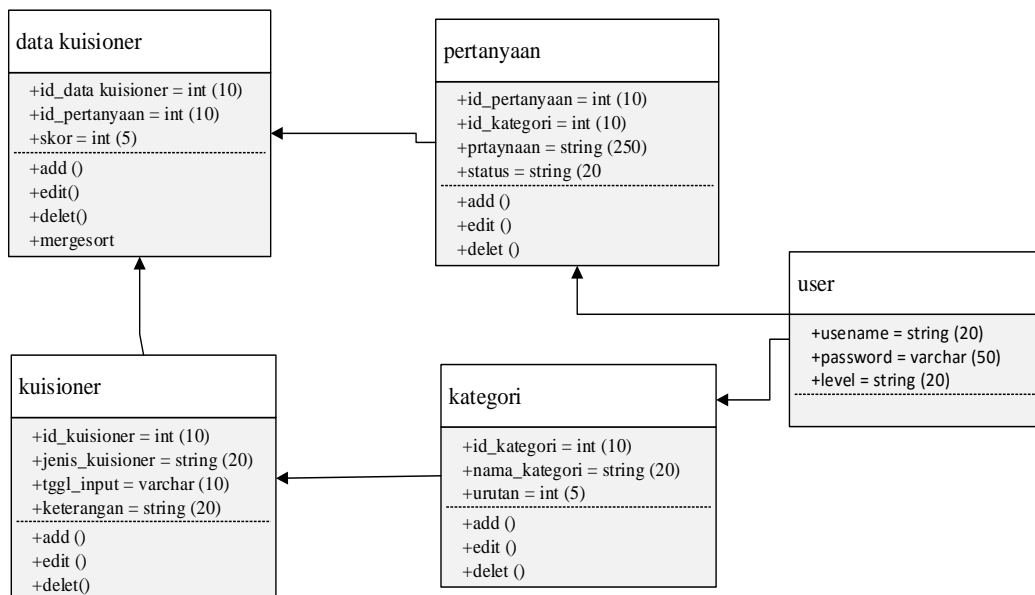 data kuisioner
+id_data kuisioner = int (10)
+id_pertanyaan = int (10)
+skor = int (5)
+add ()
+edit()
+delet()
+mergesort
pertanyaan
+id_pertanyaan = int (10)
+id_kategori = int (10)
+prtaynaan = string (250)
+status = string (20
+add ()
+edit ()
+delet ()
user
+usename = string (20)
+password = varchar (50)
+level = string (20)
kuisioner
+id_kuisioner = int (10)
+jenis_kuisioner = string (20)
+tggl_input = varchar (10)
+keterangan = string (20)
+add ()
+edit ()
+delet()
kategori
+id_kategori = int (10)
+nama_kategori = string (20)
+urutan = int (5)
+add ()
+edit ()
+delet ()